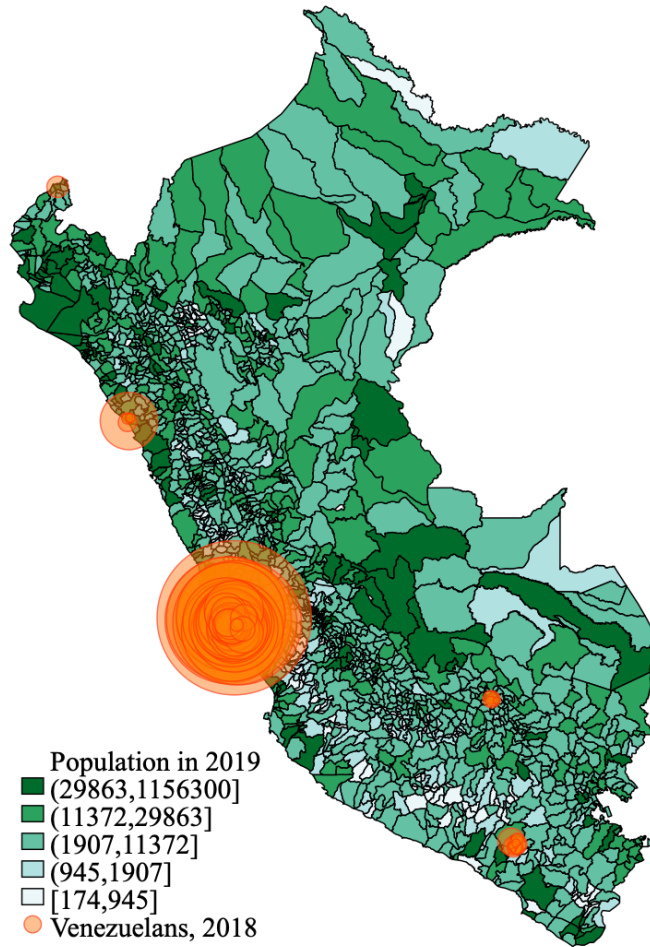 Population in 2019
(29863,1156300]
(11372,29863]
(1907,11372]
(945,1907]
[174,945]
Venezuelans, 2018